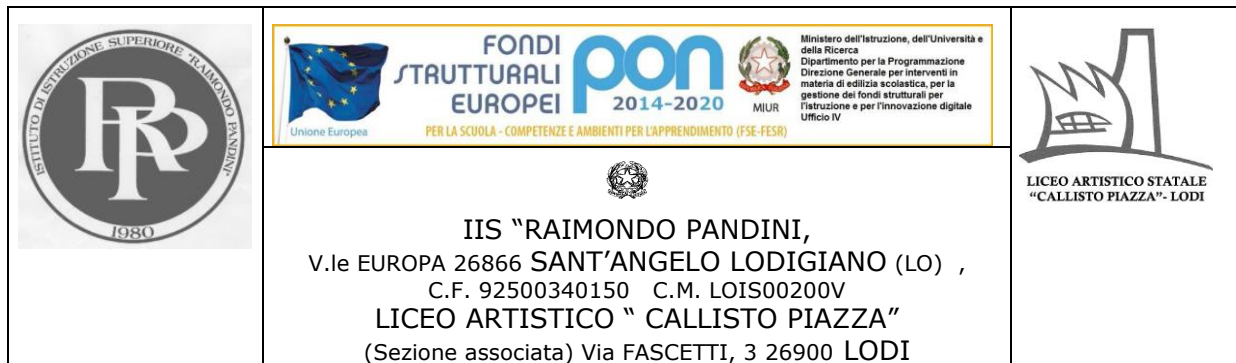 ISTITUTO DI ISTRUZIONE SUPERIORE "RAIMONDO PANDINI"
RP
1980
Unione Europea
FONDI
STRUTTURALI
EUROPEI
pon
2014-2020
MIUR
Ministero dell'Istruzione, dell'Università e
della Ricerca
Dipartimento per la Programmazione
Direzione Generale per interventi in
materia di edilizia scolastica, per la
gestione dei fondi strutturali per
l'istruzione e per l'innovazione digitale
Ufficio IV
PER LA SCUOLA - COMPETENZE E AMBIENTI PER L'APPRENDIMENTO (FSE-FESR)
IIS "RAIMONDO PANDINI,
V.le EUROPA 26866 SANT'ANGELO LODIGIANO (LO) ,
C.F. 92500340150 C.M. LOIS00200V
LICEO ARTISTICO " CALLISTO PIAZZA"
(Sezione associata) Via FASCETTI, 3 26900 LODI
LICEO ARTISTICO STATALE
"CALLISTO PIAZZA"- LODI